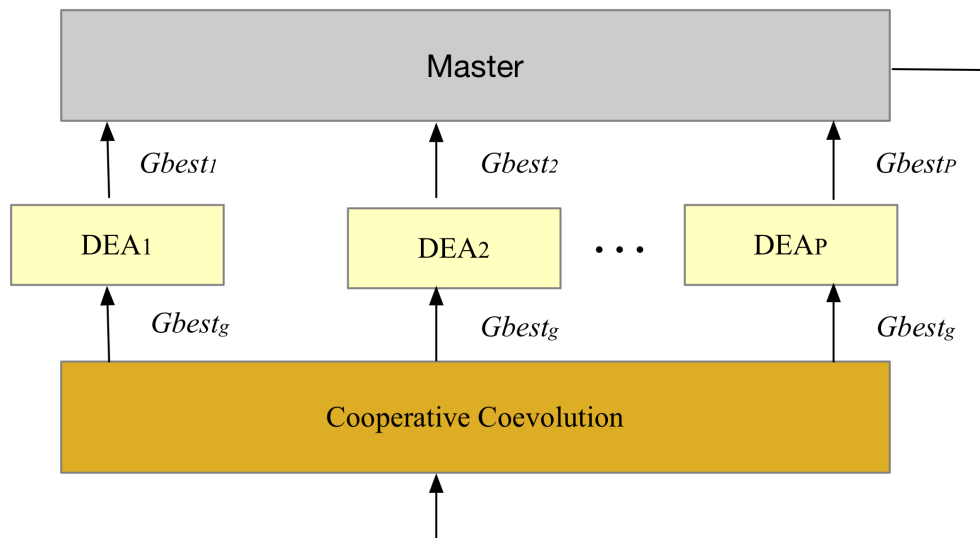 Master
Gbest1 Gbest2 GbestP
DEA1 DEA2 ... DEAP
Gbestg Gbestg Gbestg
Cooperative Coevolution